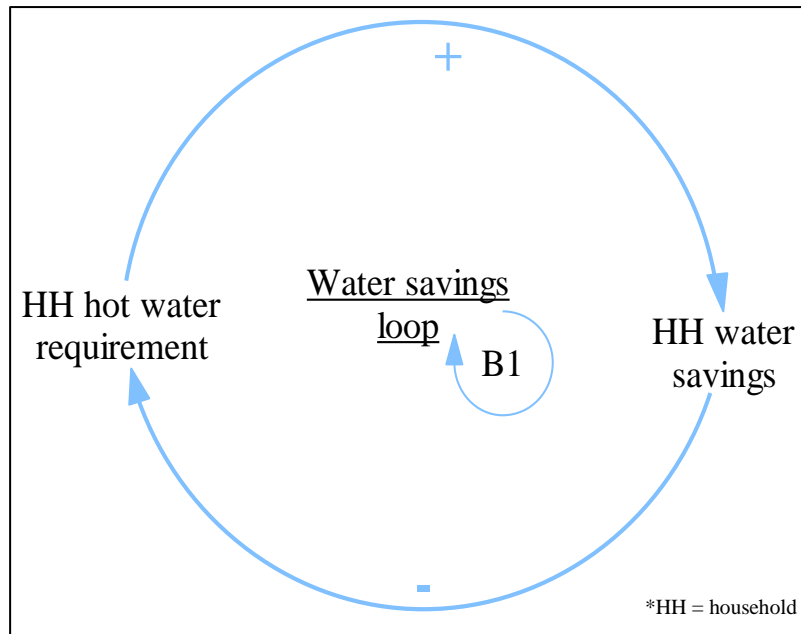 +
Water savings
loop
HH hot water
requirement
B1
HH water
savings
-
*HH = household